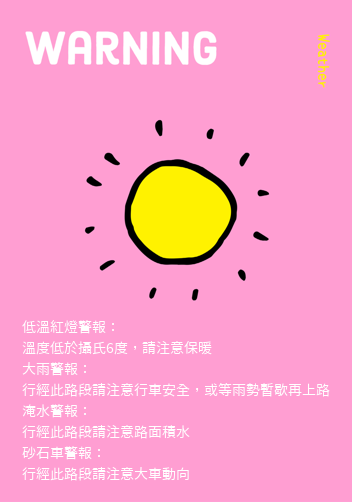 WARNING
Weather
低溫紅燈警報：
溫度低於攝氏6度，請注意保暖
大雨警報：
行經此路段請注意行車安全，或等雨勢暫歇再上路
淹水警報：
行經此路段請注意路面積水
砂石車警報：
行經此路段請注意大車動向